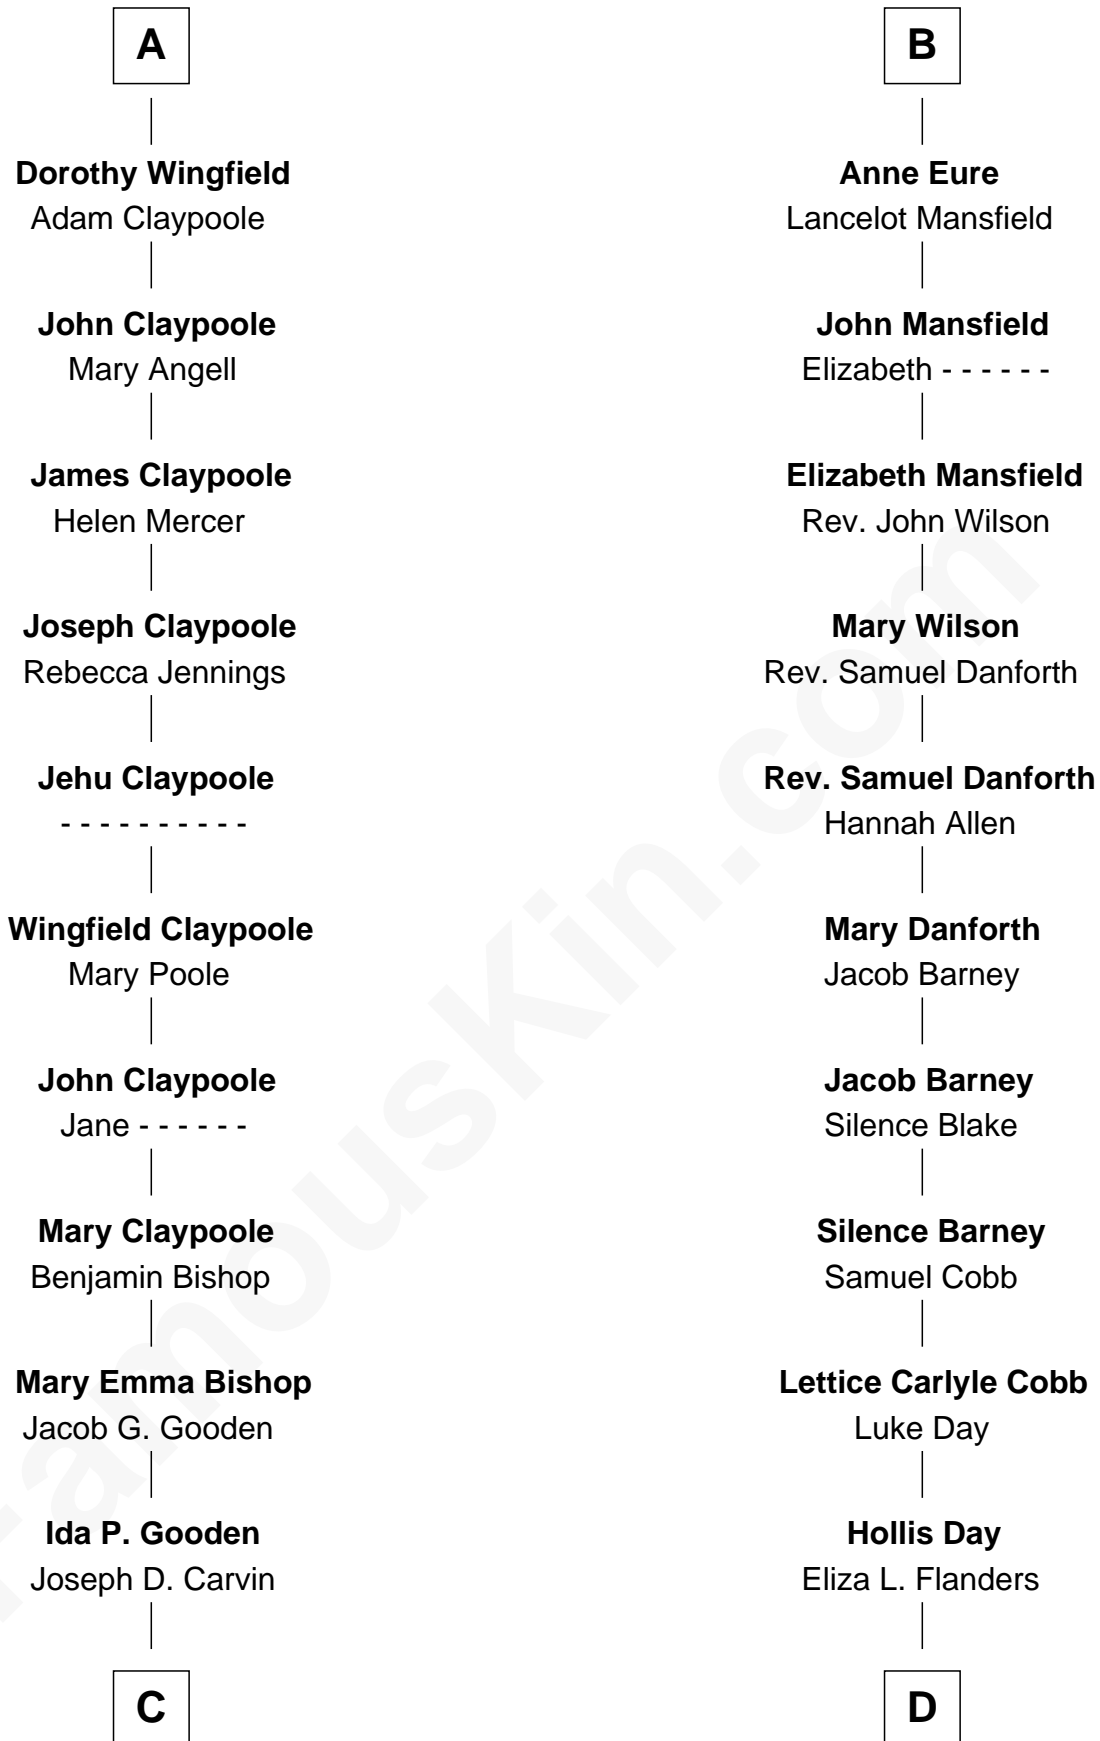 A
Dorothy Wingfield
Adam Claypoole
John Claypoole
Mary Angell
James Claypoole
Helen Mercer
Joseph Claypoole
Rebecca Jennings
Jehu Claypoole
- - - - - - - - - -
Wingfield Claypoole
Mary Poole
John Claypoole
Jane - - - - - -
Mary Claypoole
Benjamin Bishop
Mary Emma Bishop
Jacob G. Gooden
Ida P. Gooden
Joseph D. Carvin
C
B
Anne Eure
Lancelot Mansfield
John Mansfield
Elizabeth - - - - - -
Elizabeth Mansfield
Rev. John Wilson
Mary Wilson
Rev. Samuel Danforth
Rev. Samuel Danforth
Hannah Allen
Mary Danforth
Jacob Barney
Jacob Barney
Silence Blake
Silence Barney
Samuel Cobb
Lettice Carlyle Cobb
Luke Day
Hollis Day
Eliza L. Flanders
D
FamousKin.com